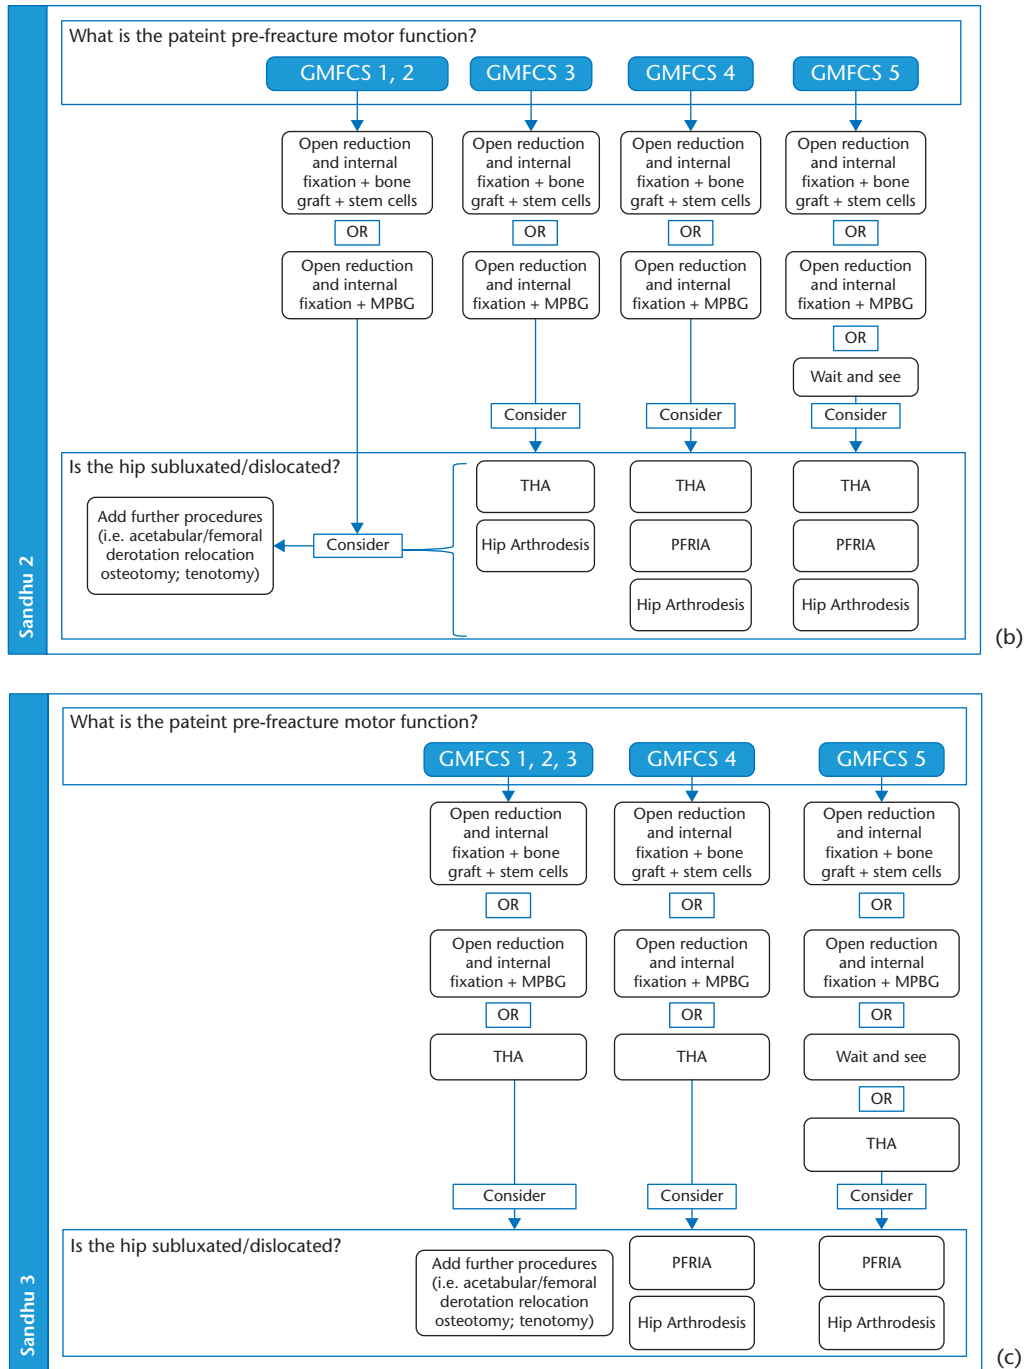 What is the pateint pre-freacture motor function?
GMFCS 1, 2
GMFCS 3
GMFCS 4
GMFCS 5
Open reduction
and internal
fixation + bone
graft + stem cells
Open reduction
and internal
fixation + bone
graft + stem cells
Open reduction
and internal
fixation + bone
graft + stem cells
Open reduction
and internal
fixation + bone
graft + stem cells
OR
OR
OR
OR
Open reduction
and internal
fixation + MPBG
Open reduction
and internal
fixation + MPBG
Open reduction
and internal
fixation + MPBG
Open reduction
and internal
fixation + MPBG
OR
Wait and see
Consider
Consider
Consider
Is the hip subluxated/dislocated?
Add further procedures
(i.e. acetabular/femoral
derotation relocation
osteotomy; tenotomy)
Consider
THA
Hip Arthrodesis
THA
PFRIA
Hip Arthrodesis
THA
PFRIA
Hip Arthrodesis
Sandhu 2
(b)
What is the pateint pre-freacture motor function?
GMFCS 1, 2, 3
GMFCS 4
GMFCS 5
Open reduction
and internal
fixation + bone
graft + stem cells
Open reduction
and internal
fixation + bone
graft + stem cells
Open reduction
and internal
fixation + bone
graft + stem cells
OR
OR
OR
Open reduction
and internal
fixation + MPBG
Open reduction
and internal
fixation + MPBG
Open reduction
and internal
fixation + MPBG
OR
OR
OR
THA
THA
Wait and see
OR
THA
Consider
Consider
Consider
Is the hip subluxated/dislocated?
Add further procedures
(i.e. acetabular/femoral
derotation relocation
osteotomy; tenotomy)
PFRIA
Hip Arthrodesis
PFRIA
Hip Arthrodesis
Sandhu 3
(c)